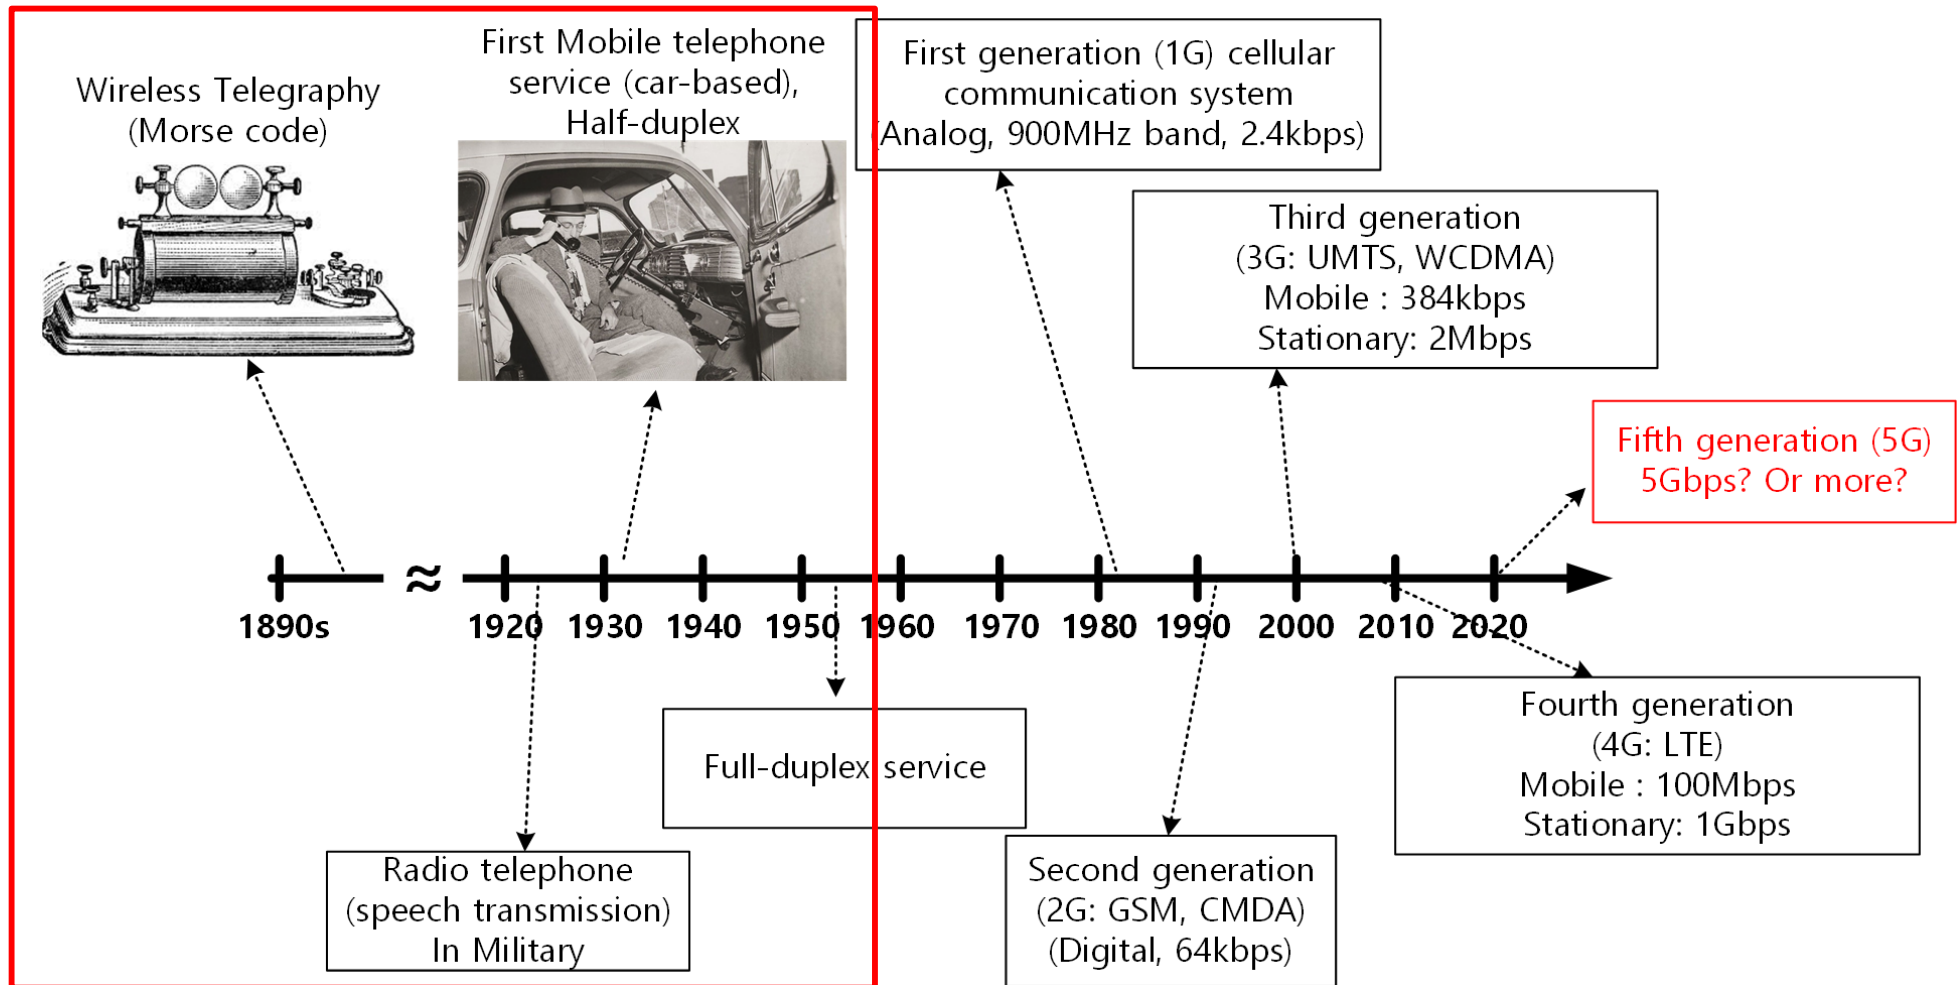 Wireless Telegraphy
(Morse code)
First Mobile telephone
service (car-based),
Half-duplex
First generation (1G) cellular
communication system
(Analog, 900MHz band, 2.4kbps)
Third generation
(3G: UMTS, WCDMA)
Mobile : 384kbps
Stationary: 2Mbps
Fifth generation (5G)
5Gbps? Or more?
≈
1890s 1920 1930 1940 1950 1960 1970 1980 1990 2000 2010 2020
Full-duplex service
Fourth generation
(4G: LTE)
Mobile : 100Mbps
Stationary: 1Gbps
Radio telephone
(speech transmission)
In Military
Second generation
(2G: GSM, CMDA)
(Digital, 64kbps)